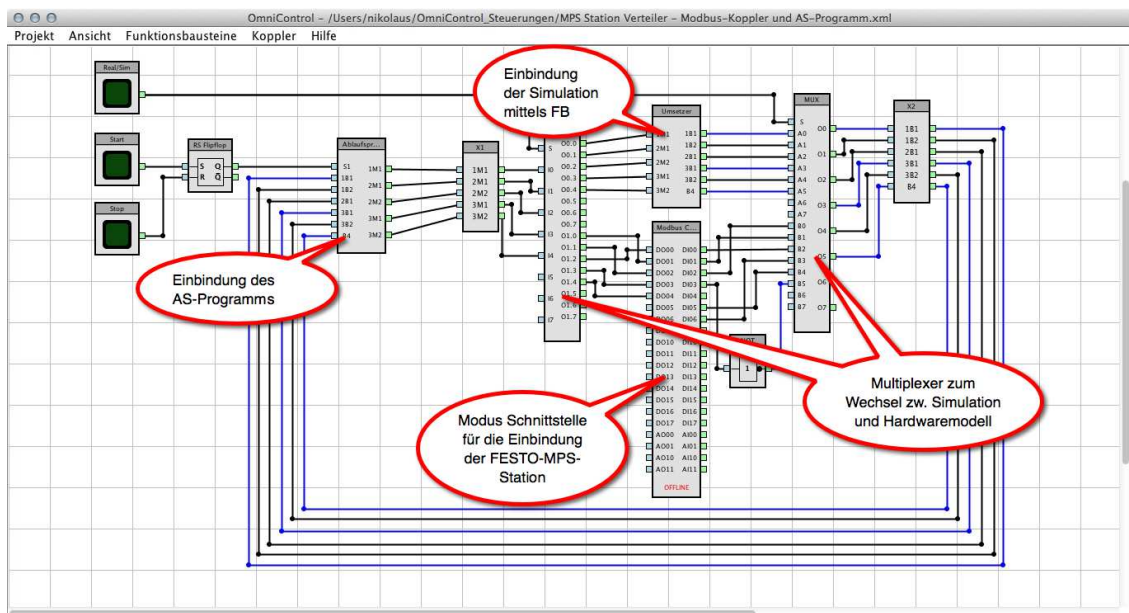 OmniControl – /Users/nikolaus/OmniControl_Steuerungen/MPS Station Verteiler – Modbus-Koppler und AS-Programm.xml
Projekt Ansicht Funktionsbausteine Koppler Hilfe
Real/Sim
Start
Stop
RS Flipflop
S Q
R Q
Ablaufspr...
S1 1M1
1B1 2M1
1B2 2M2
2B1 3M1
3B1 3M2
3B2
B4
X1
1M1
2M1
2M2
3M1
3M2
S
I0
I1
I2
I3
I4
I5
I6
I7
O0.0
O0.1
O0.2
O0.3
O0.4
O0.5
O0.6
O0.7
O1.0
O1.1
O1.2
O1.3
O1.4
O1.5
O1.6
O1.7
Umsetzer
1B1
2M1 1B2
2M2 2B1
3M1 3B1
3M2 3B2
B4
Modbus C...
DO00 DI00
DO01 DI01
DO02 DI02
DO03 DI03
DO04 DI04
DO05 DI05
DO06 DI06
DO10
DO11 DI11
DO12 DI12
DO13 DI13
DO14 DI14
DO15 DI15
DO16 DI16
DO17 DI17
AO00 AI00
AO01 AI01
AO10 AI10
AO11 AI11
OFFLINE
1
MUX
S
A0
A1
A2
A3
A4
A5
A6
A7
B0
B1
B2
B3
B4
B5
B6
B7
O0
O1
O2
O3
O4
O5
O6
O7
X2
1B1
1B2
2B1
3B1
3B2
B4
Einbindung
der Simulation
mittels FB
Einbindung des
AS-Programms
Modus Schnittstelle
für die Einbindung
der FESTO-MPS-
Station
Multiplexer zum
Wechsel zw. Simulation
und Hardwaremodell